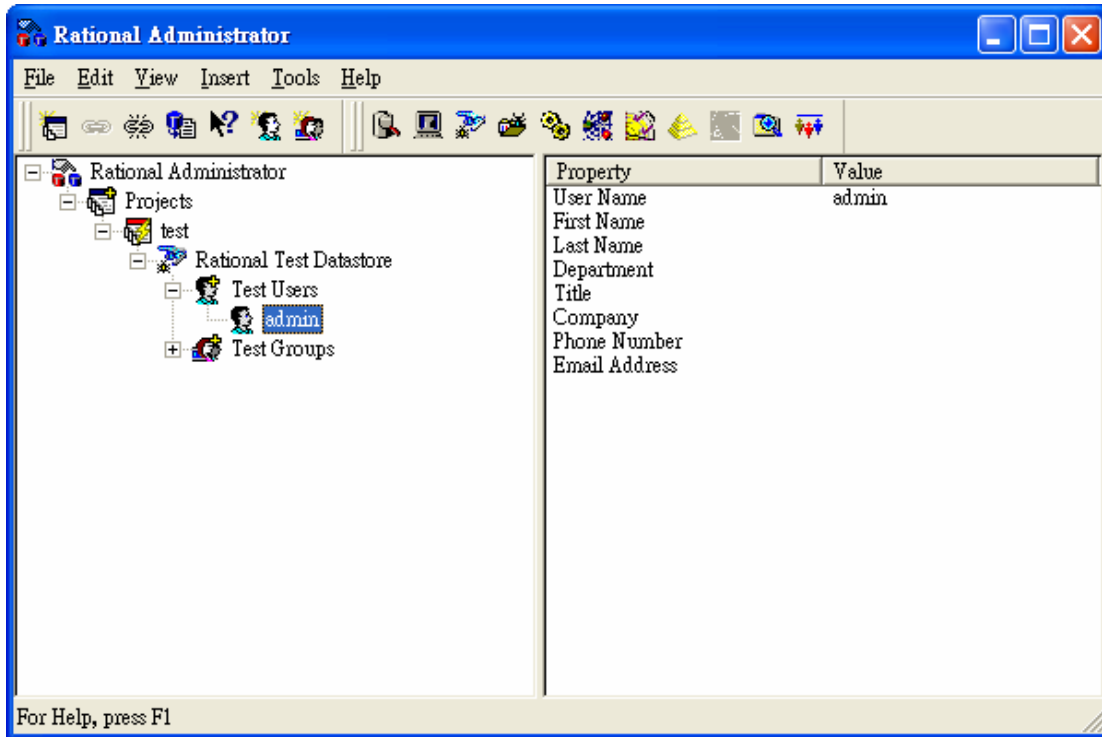 Rational Administrator
File Edit View Insert Tools Help
Rational Administrator
Projects
test
Rational Test Datastore
Test Users
admin
Test Groups
Property Value
User Name admin
First Name
Last Name
Department
Title
Company
Phone Number
Email Address
For Help, press F1